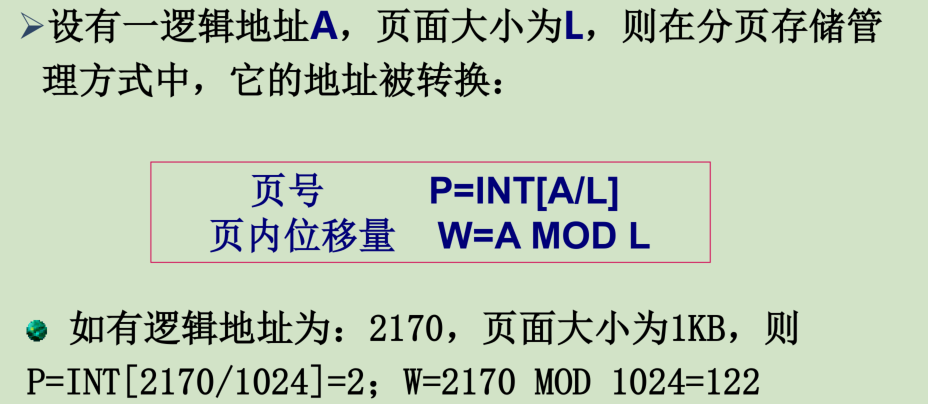 设有一逻辑地址A，页面大小为L，则在分页存储管
理方式中，它的地址被转换：
页号 P=INT[A/L]
页内位移量 W=A MOD L
如有逻辑地址为：2170，页面大小为1KB，则
P=INT[2170/1024]=2；W=2170 MOD 1024=122